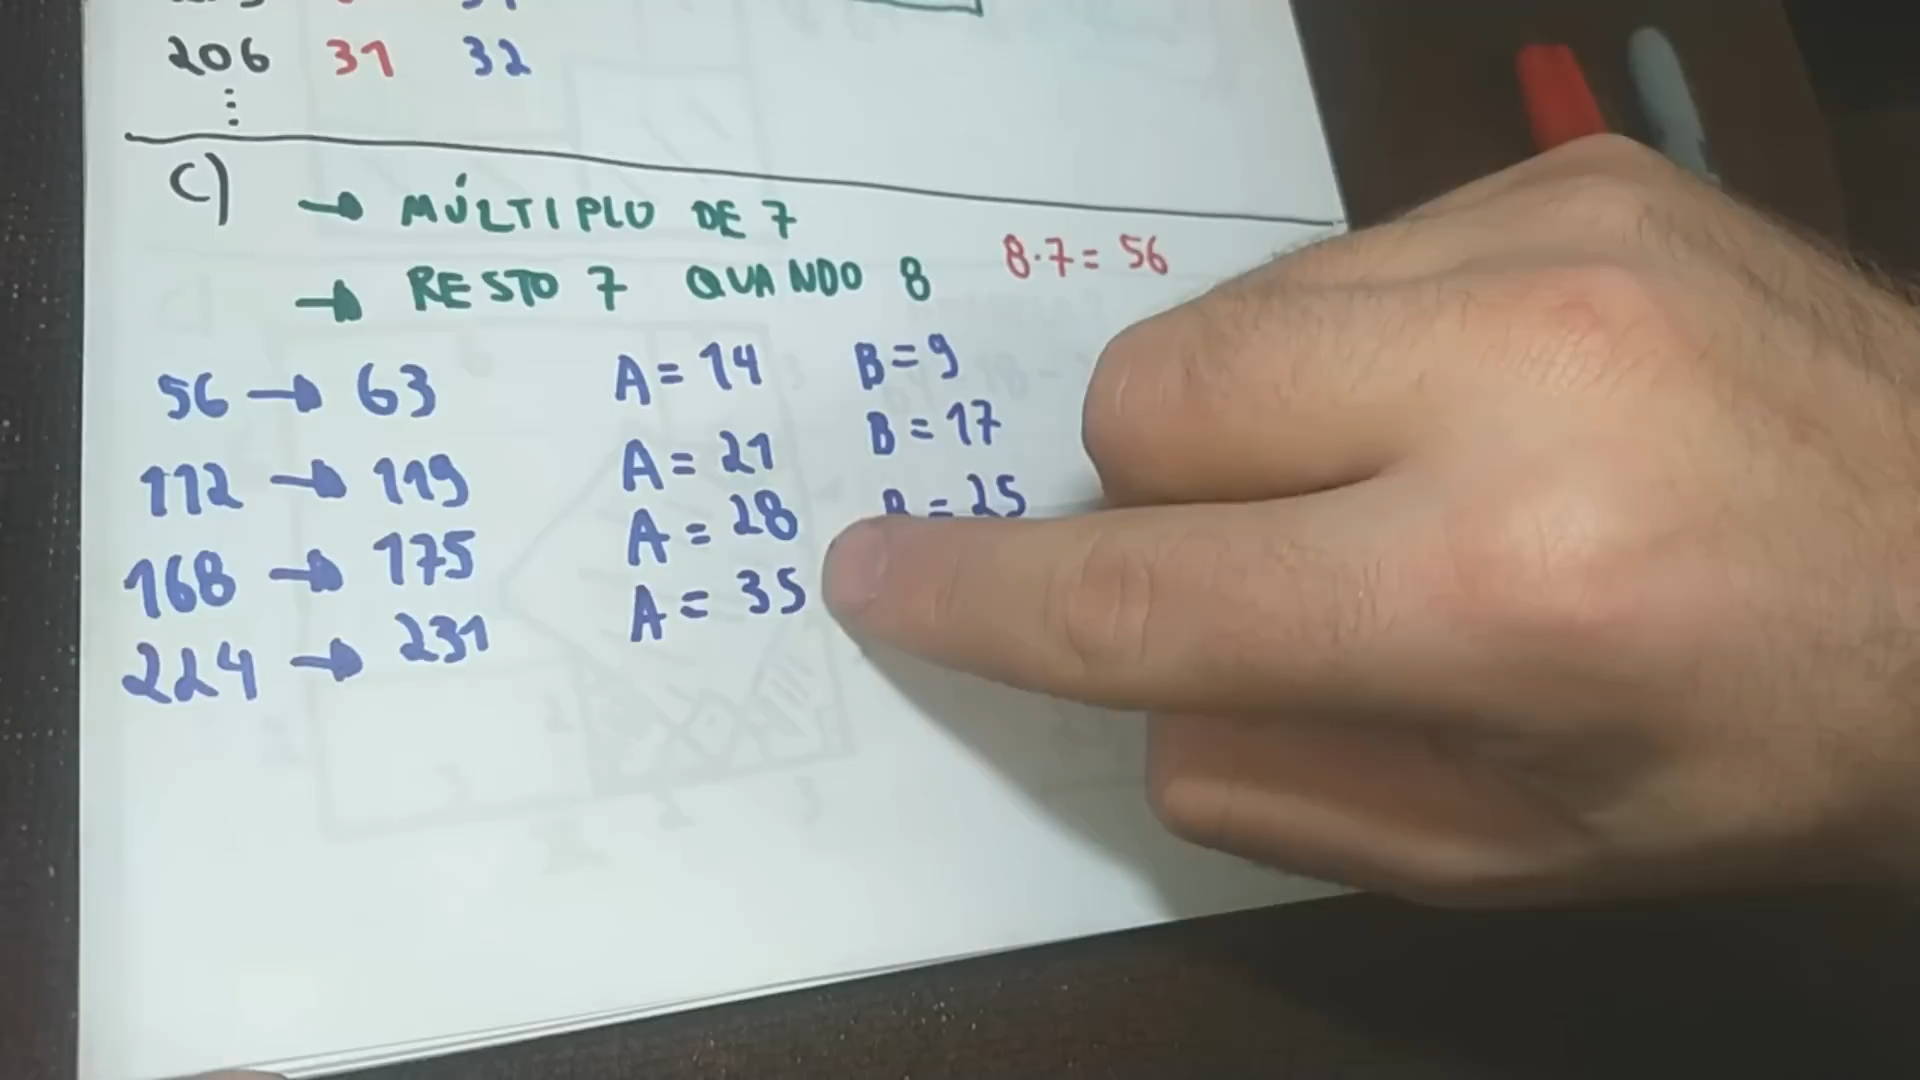 206 31 32
C) → MÚLTIPLO DE 7
→ RESTO 7 QUANDO 8 8·7= 56
56 → 63 A= 14 B= 9
112 → 119 A= 21 B = 17
168 → 175 A = 28 B = 25
224 → 231 A = 35